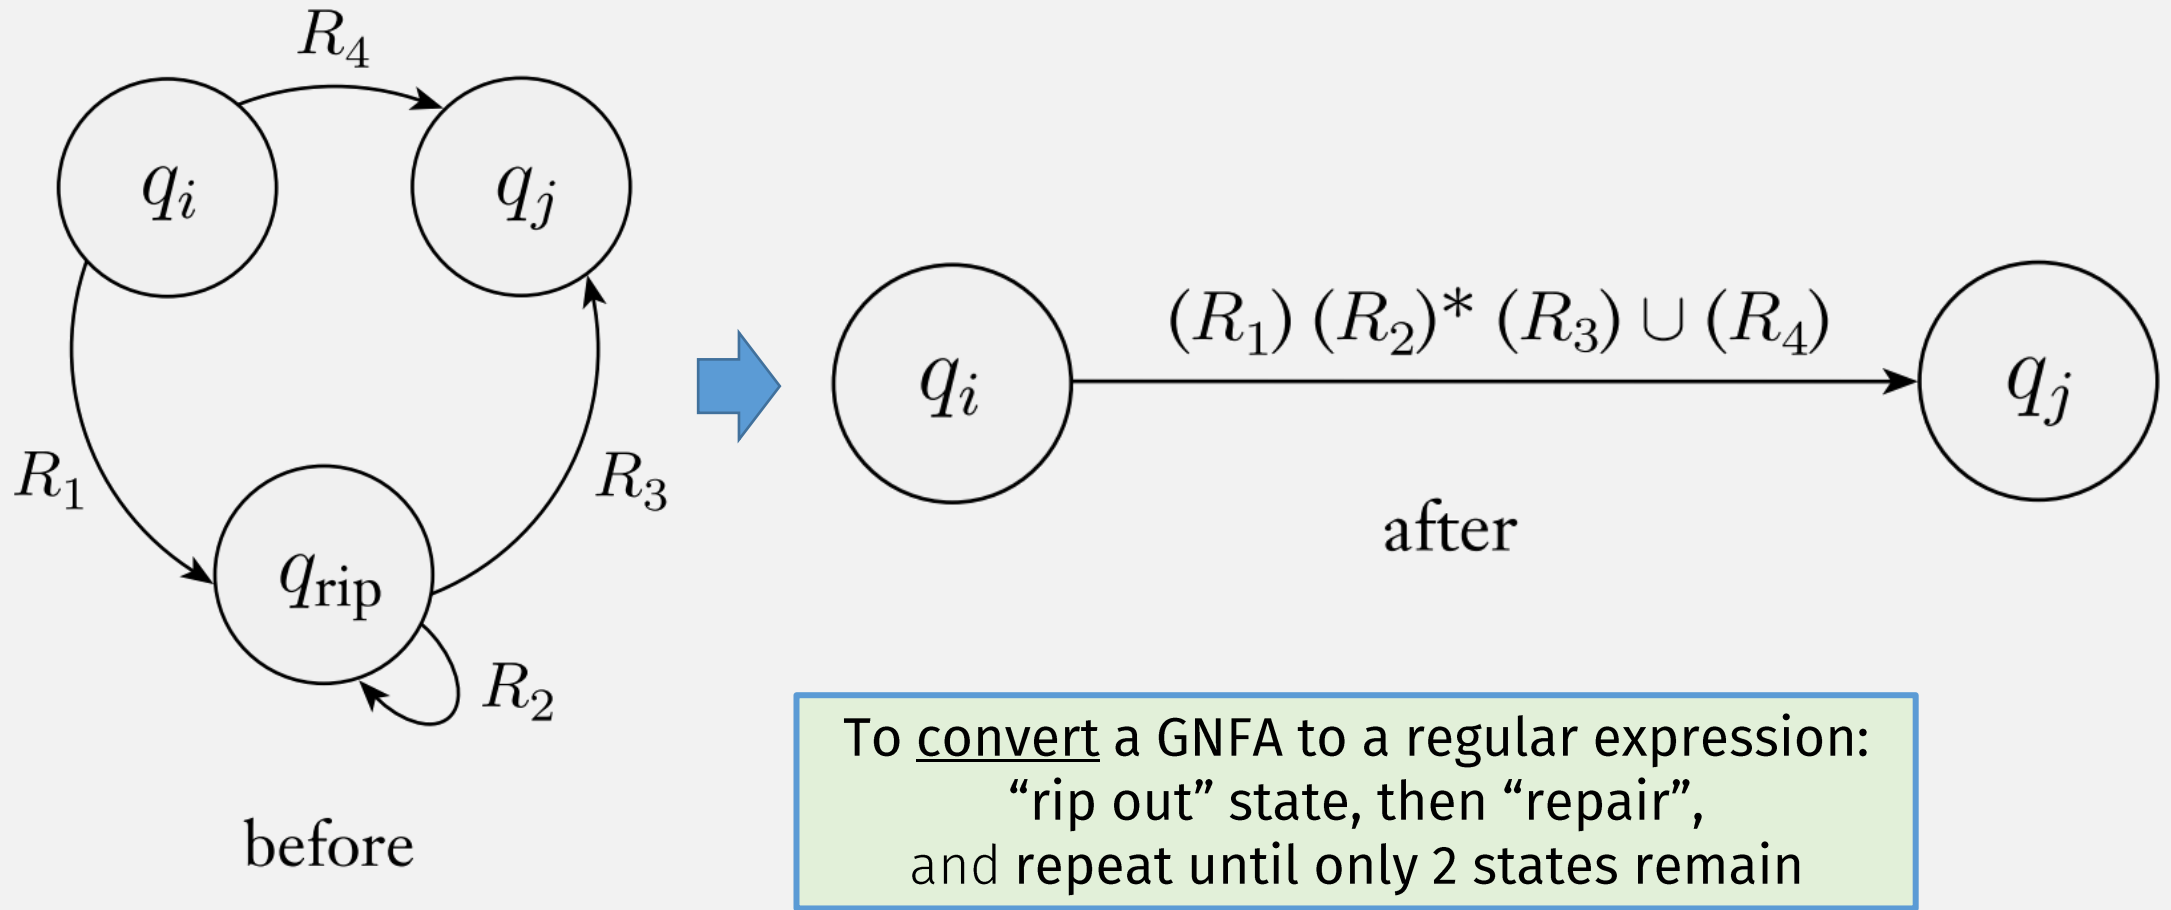 R₄
qᵢ
qⱼ
R₁
R₃
q_rip
R₂
before
(R₁) (R₂)* (R₃) ∪ (R₄)
qᵢ
qⱼ
after
To convert a GNFA to a regular expression:
“rip out” state, then “repair”,
and repeat until only 2 states remain